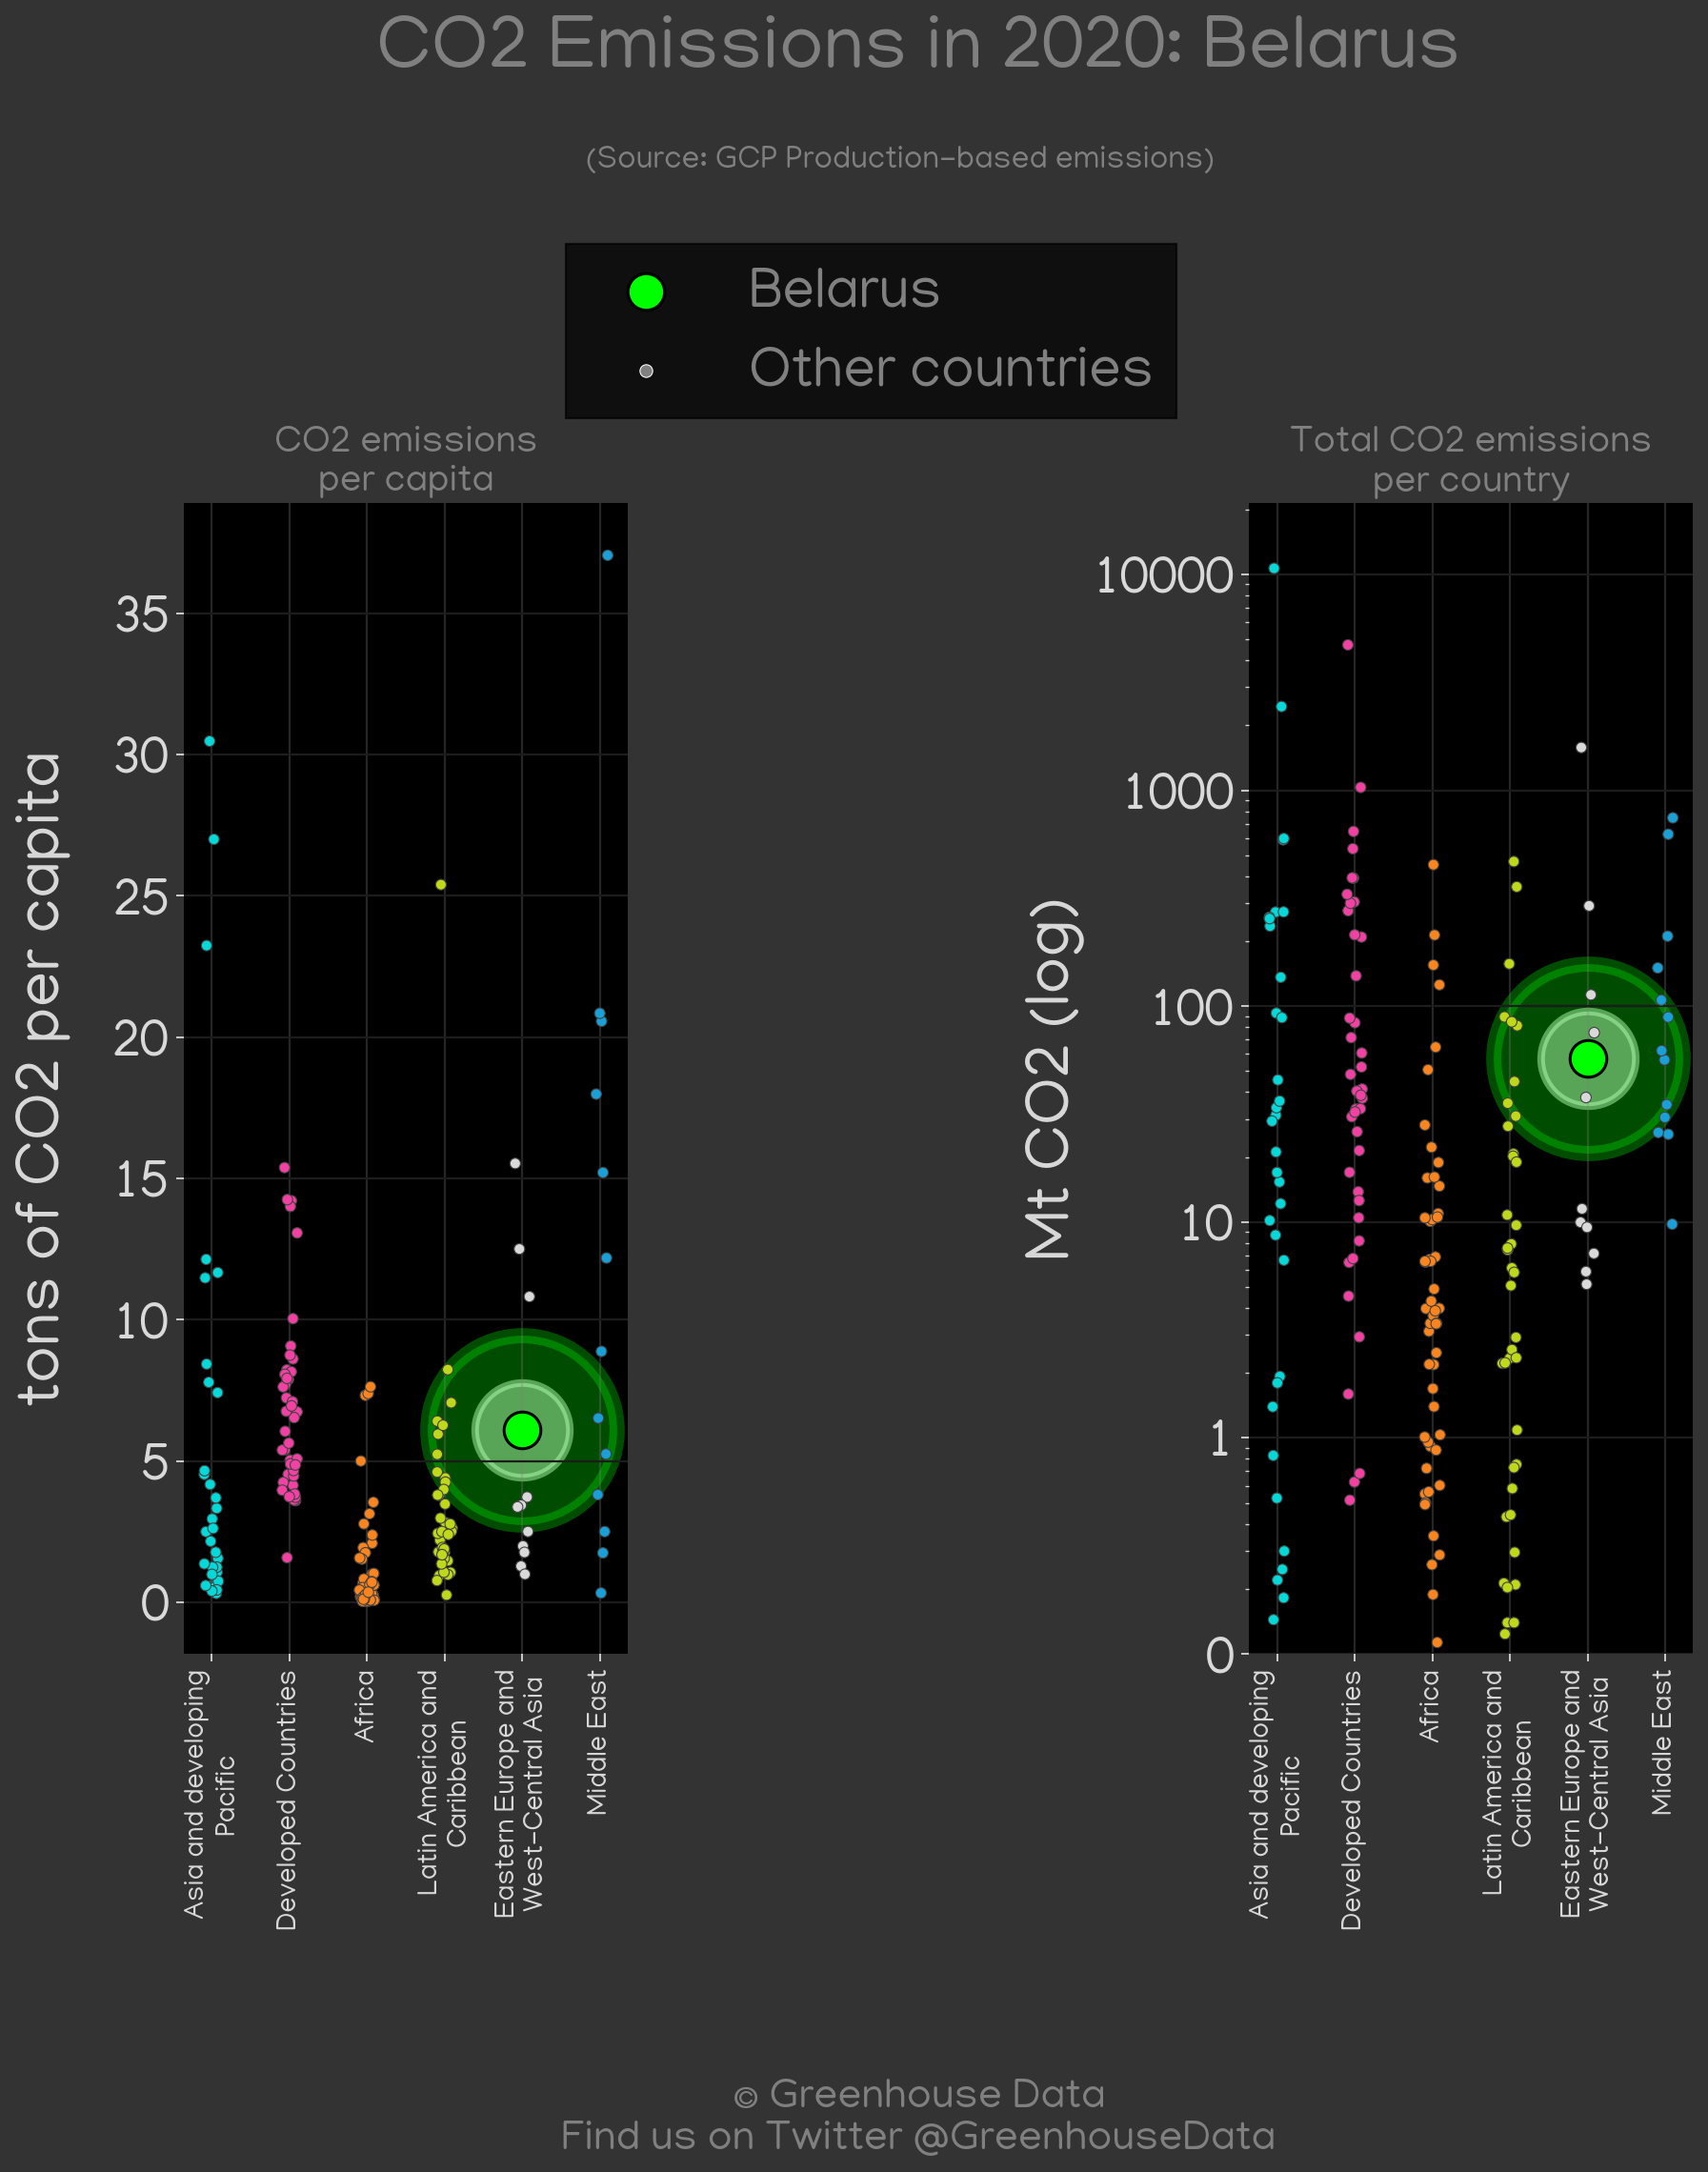 CO2 Emissions in 2020: Belarus
(Source: GCP Production-based emissions)
Belarus
Other countries
CO2 emissions
per capita
tons of CO2 per capita
35
30
25
20
15
10
5
0
Asia and developing
Pacific
Developed Countries
Africa
Latin America and
Caribbean
Eastern Europe and
West-Central Asia
Middle East
Total CO2 emissions
per country
Mt CO2 (log)
10000
1000
100
10
1
0
Asia and developing
Pacific
Developed Countries
Africa
Latin America and
Caribbean
Eastern Europe and
West-Central Asia
Middle East
© Greenhouse Data
Find us on Twitter @GreenhouseData